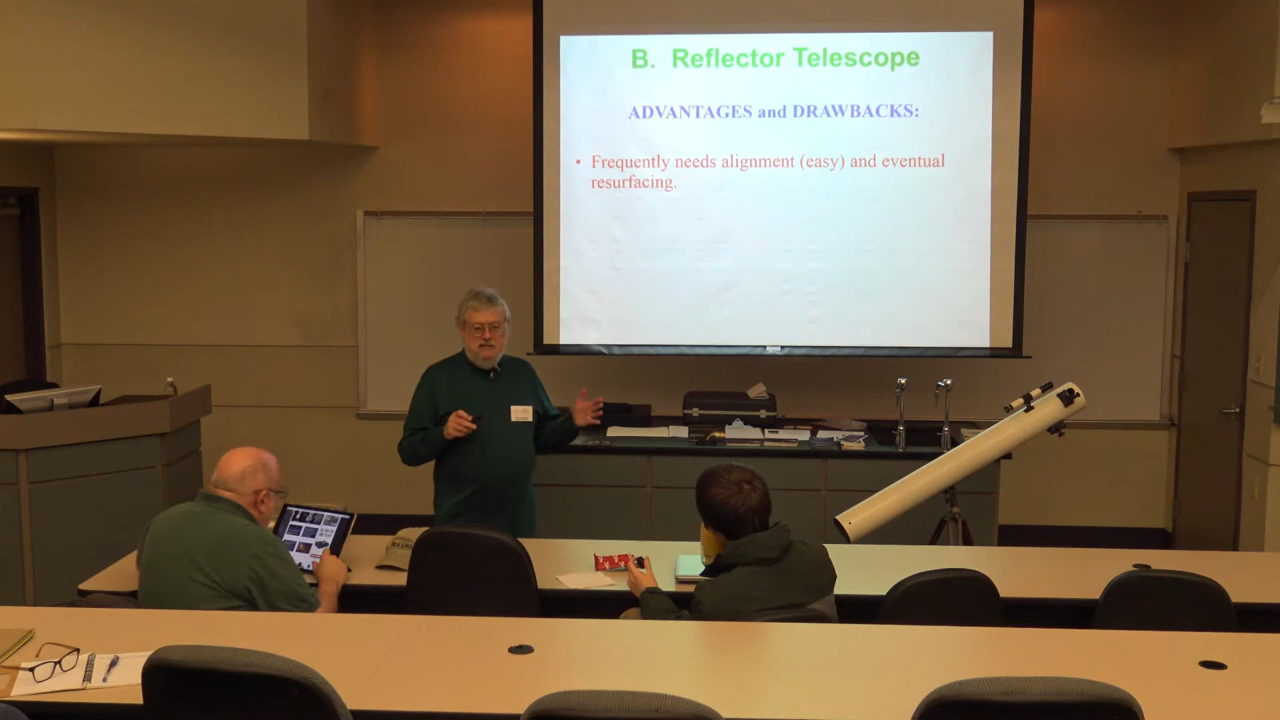 B. Reflector Telescope
ADVANTAGES and DRAWBACKS:
• Frequently needs alignment (easy) and eventual
resurfacing.